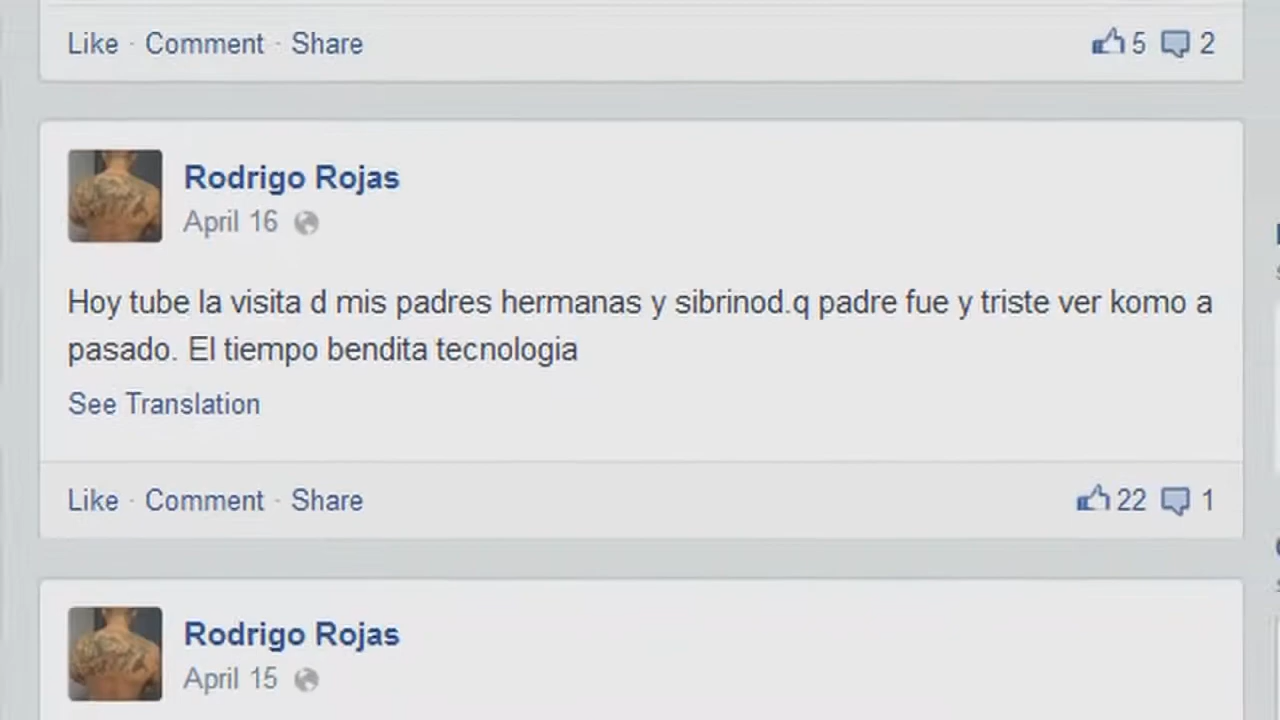 Like · Comment · Share 5 2
Rodrigo Rojas
April 16
Hoy tube la visita d mis padres hermanas y sibrinod.q padre fue y triste ver komo a
pasado. El tiempo bendita tecnologia
See Translation
Like · Comment · Share 22 1
Rodrigo Rojas
April 15